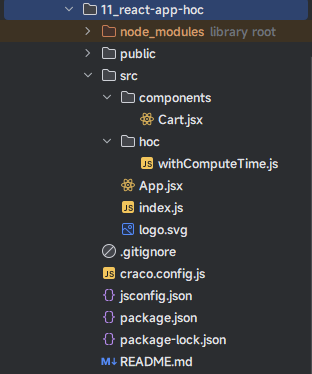 11_react-app-hoc
node_modules library root
public
src
components
Cart.jsx
hoc
JS withComputeTime.js
App.jsx
JS index.js
logo.svg
.gitignore
JS craco.config.js
{} jsconfig.json
{} package.json
{} package-lock.json
M↓ README.md